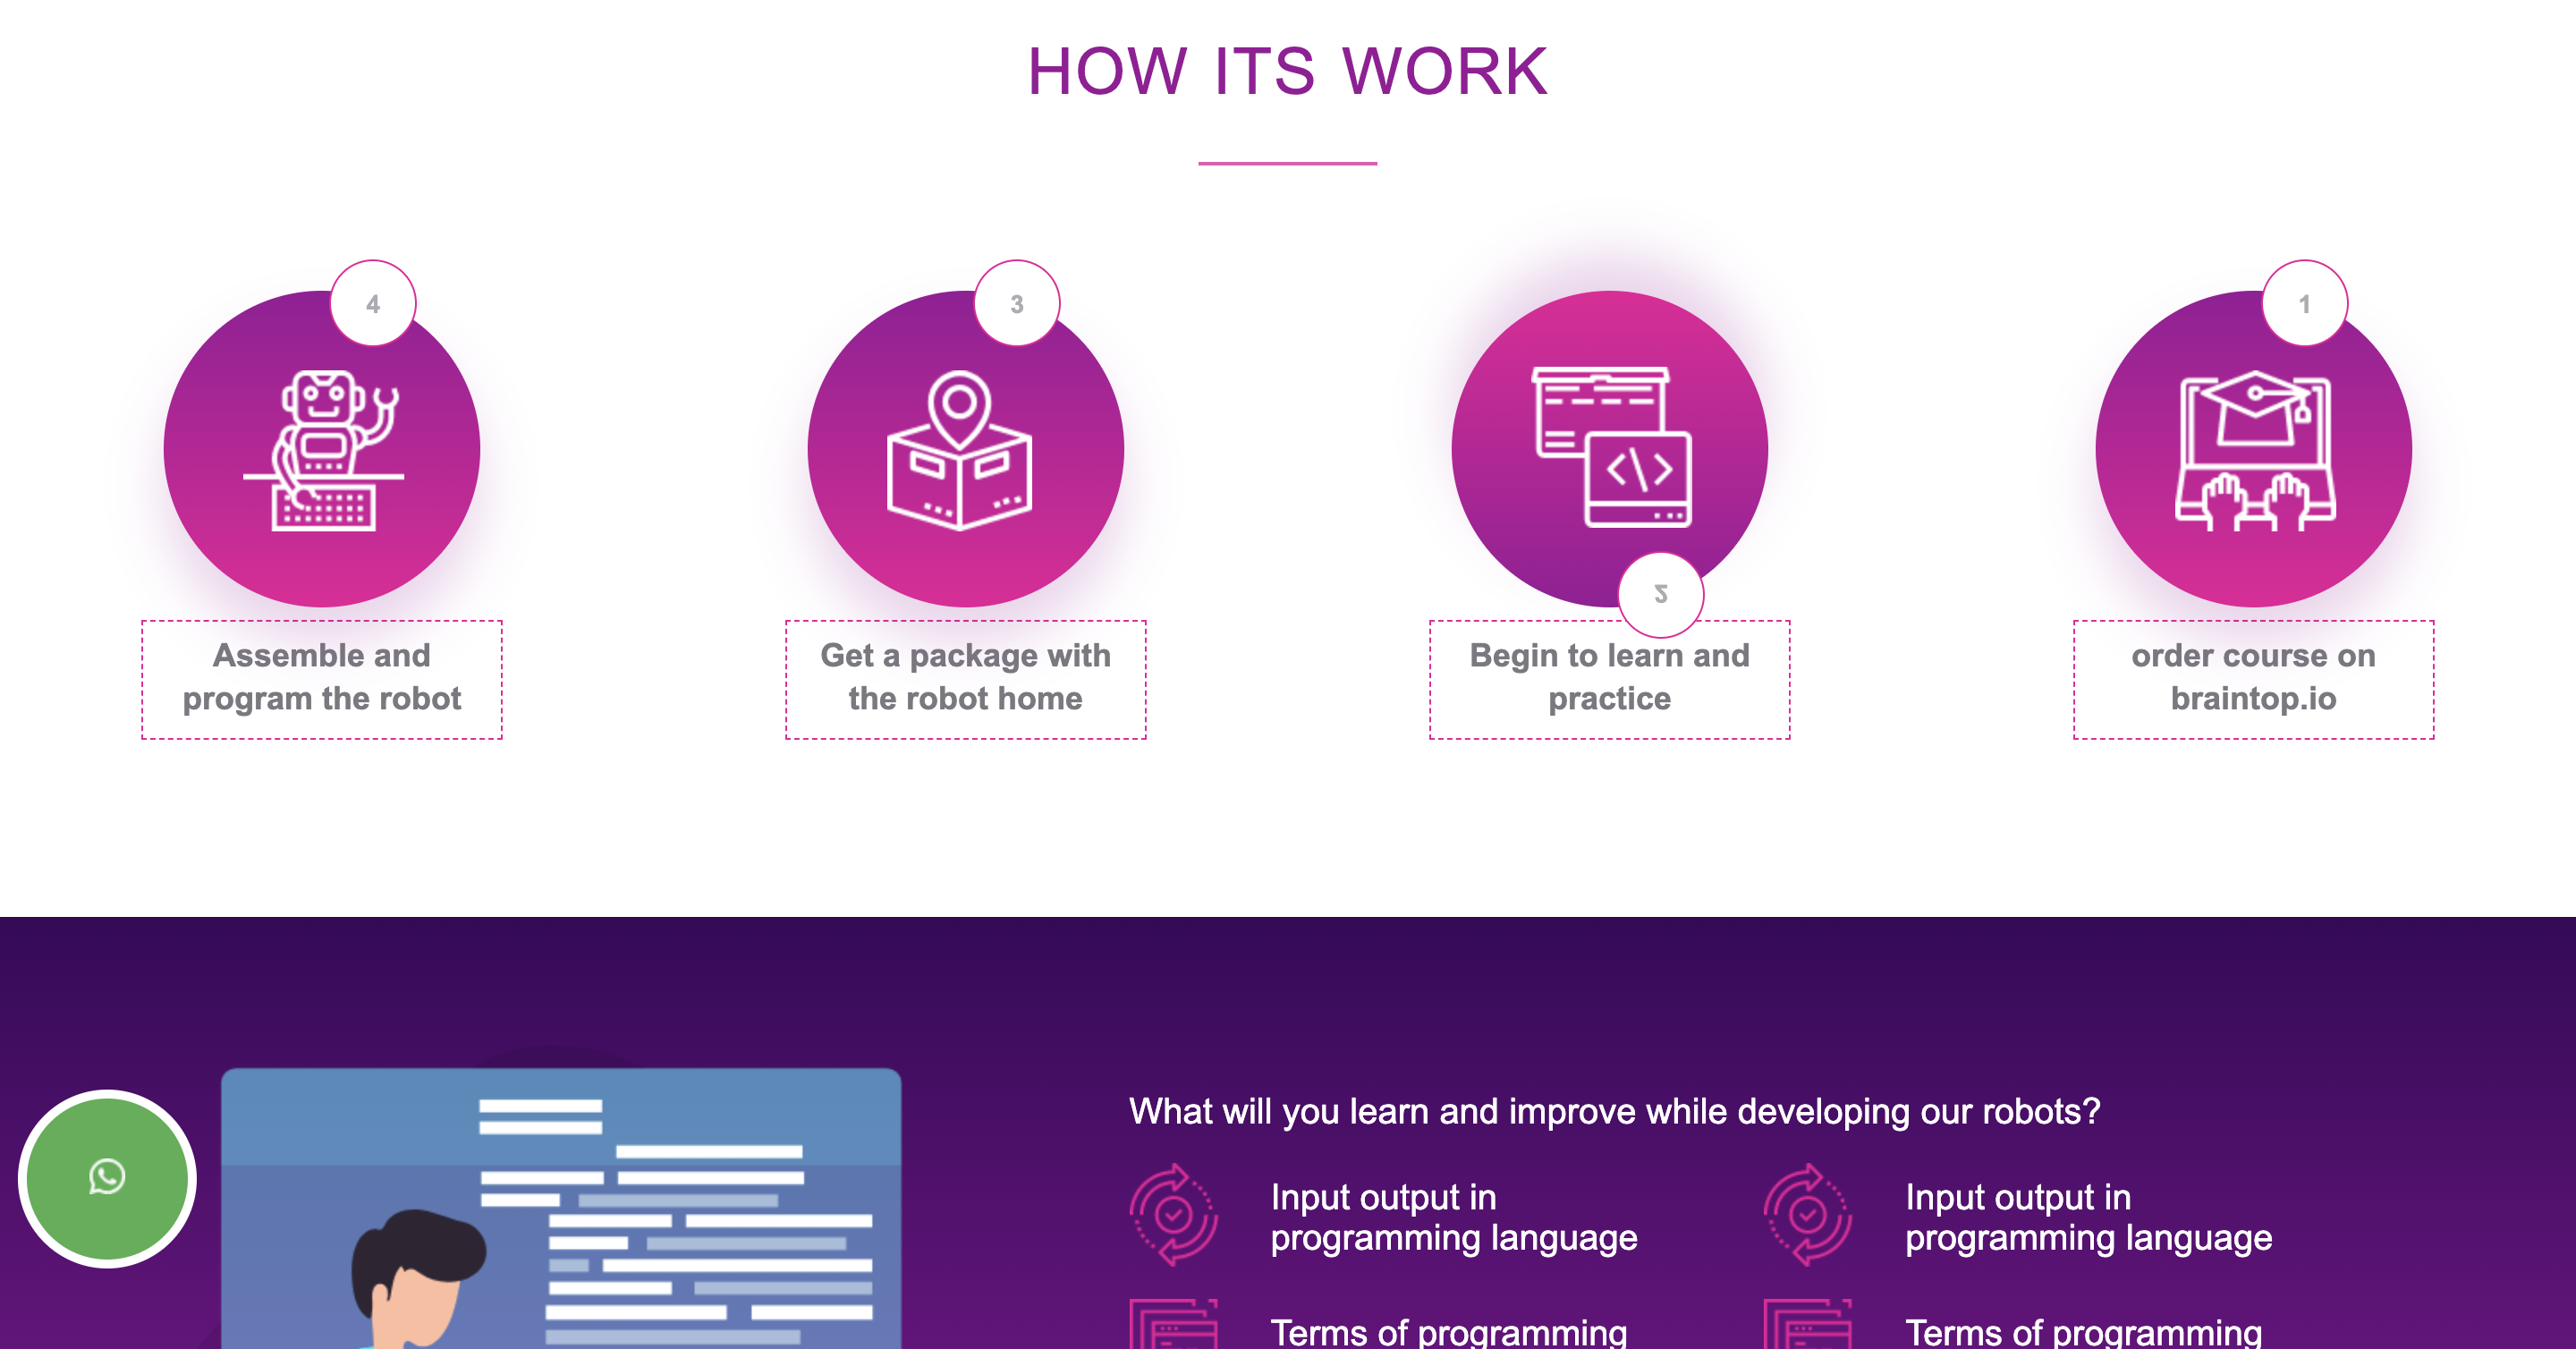 HOW ITS WORK
4
Assemble and
program the robot
3
Get a package with
the robot home
2
Begin to learn and
practice
1
order course on
braintop.io
What will you learn and improve while developing our robots?
Input output in
programming language
Input output in
programming language
Terms of programming
Terms of programming